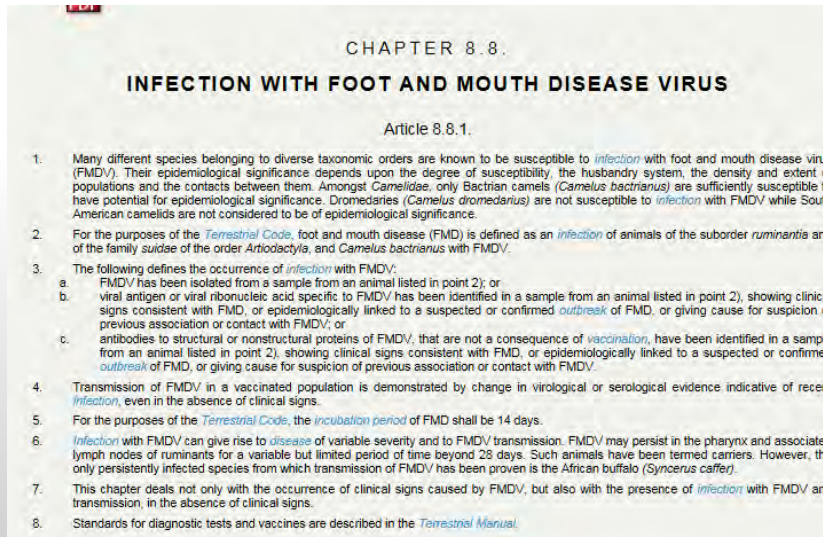 CHAPTER 8.8.
INFECTION WITH FOOT AND MOUTH DISEASE VIRUS
Article 8.8.1.
1. Many different species belonging to diverse taxonomic orders are known to be susceptible to infection with foot and mouth disease viru
(FMDV). Their epidemiological significance depends upon the degree of susceptibility, the husbandry system, the density and extent
populations and the contacts between them. Amongst Camelidae, only Bactrian camels (Camelus bactrianus) are sufficiently susceptible
have potential for epidemiological significance. Dromedaries (Camelus dromedarius) are not susceptible to infection with FMDV while Sout
American camelids are not considered to be of epidemiological significance.
2. For the purposes of the Terrestrial Code, foot and mouth disease (FMD) is defined as an infection of animals of the suborder ruminantia an
of the family suidae of the order Artiodactyla, and Camelus bactrianus with FMDV.
3. The following defines the occurrence of infection with FMDV:
a. FMDV has been isolated from a sample from an animal listed in point 2); or
b. viral antigen or viral ribonucleic acid specific to FMDV has been identified in a sample from an animal listed in point 2), showing clinic
signs consistent with FMD, or epidemiologically linked to a suspected or confirmed outbreak of FMD, or giving cause for suspicion
previous association or contact with FMDV; or
c. antibodies to structural or nonstructural proteins of FMDV, that are not a consequence of vaccination, have been identified in a samp
from an animal listed in point 2), showing clinical signs consistent with FMD, or epidemiologically linked to a suspected or confirme
outbreak of FMD, or giving cause for suspicion of previous association or contact with FMDV.
4. Transmission of FMDV in a vaccinated population is demonstrated by change in virological or serological evidence indicative of recen
infection, even in the absence of clinical signs.
5. For the purposes of the Terrestrial Code, the incubation period of FMD shall be 14 days.
6. Infection with FMDV can give rise to disease of variable severity and to FMDV transmission. FMDV may persist in the pharynx and associate
lymph nodes of ruminants for a variable but limited period of time beyond 28 days. Such animals have been termed carriers. However, th
only persistently infected species from which transmission of FMDV has been proven is the African buffalo (Syncerus caffer).
7. This chapter deals not only with the occurrence of clinical signs caused by FMDV, but also with the presence of infection with FMDV an
transmission, in the absence of clinical signs.
8. Standards for diagnostic tests and vaccines are described in the Terrestrial Manual.